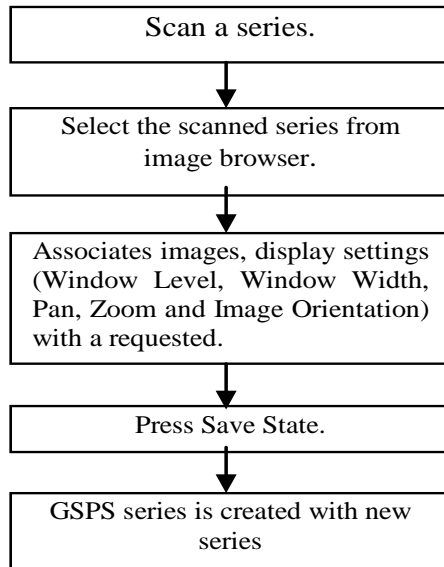 Scan a series.
Select the scanned series from
image browser.
Associates images, display settings
(Window Level, Window Width,
Pan, Zoom and Image Orientation)
with a requested.
Press Save State.
GSPS series is created with new
series